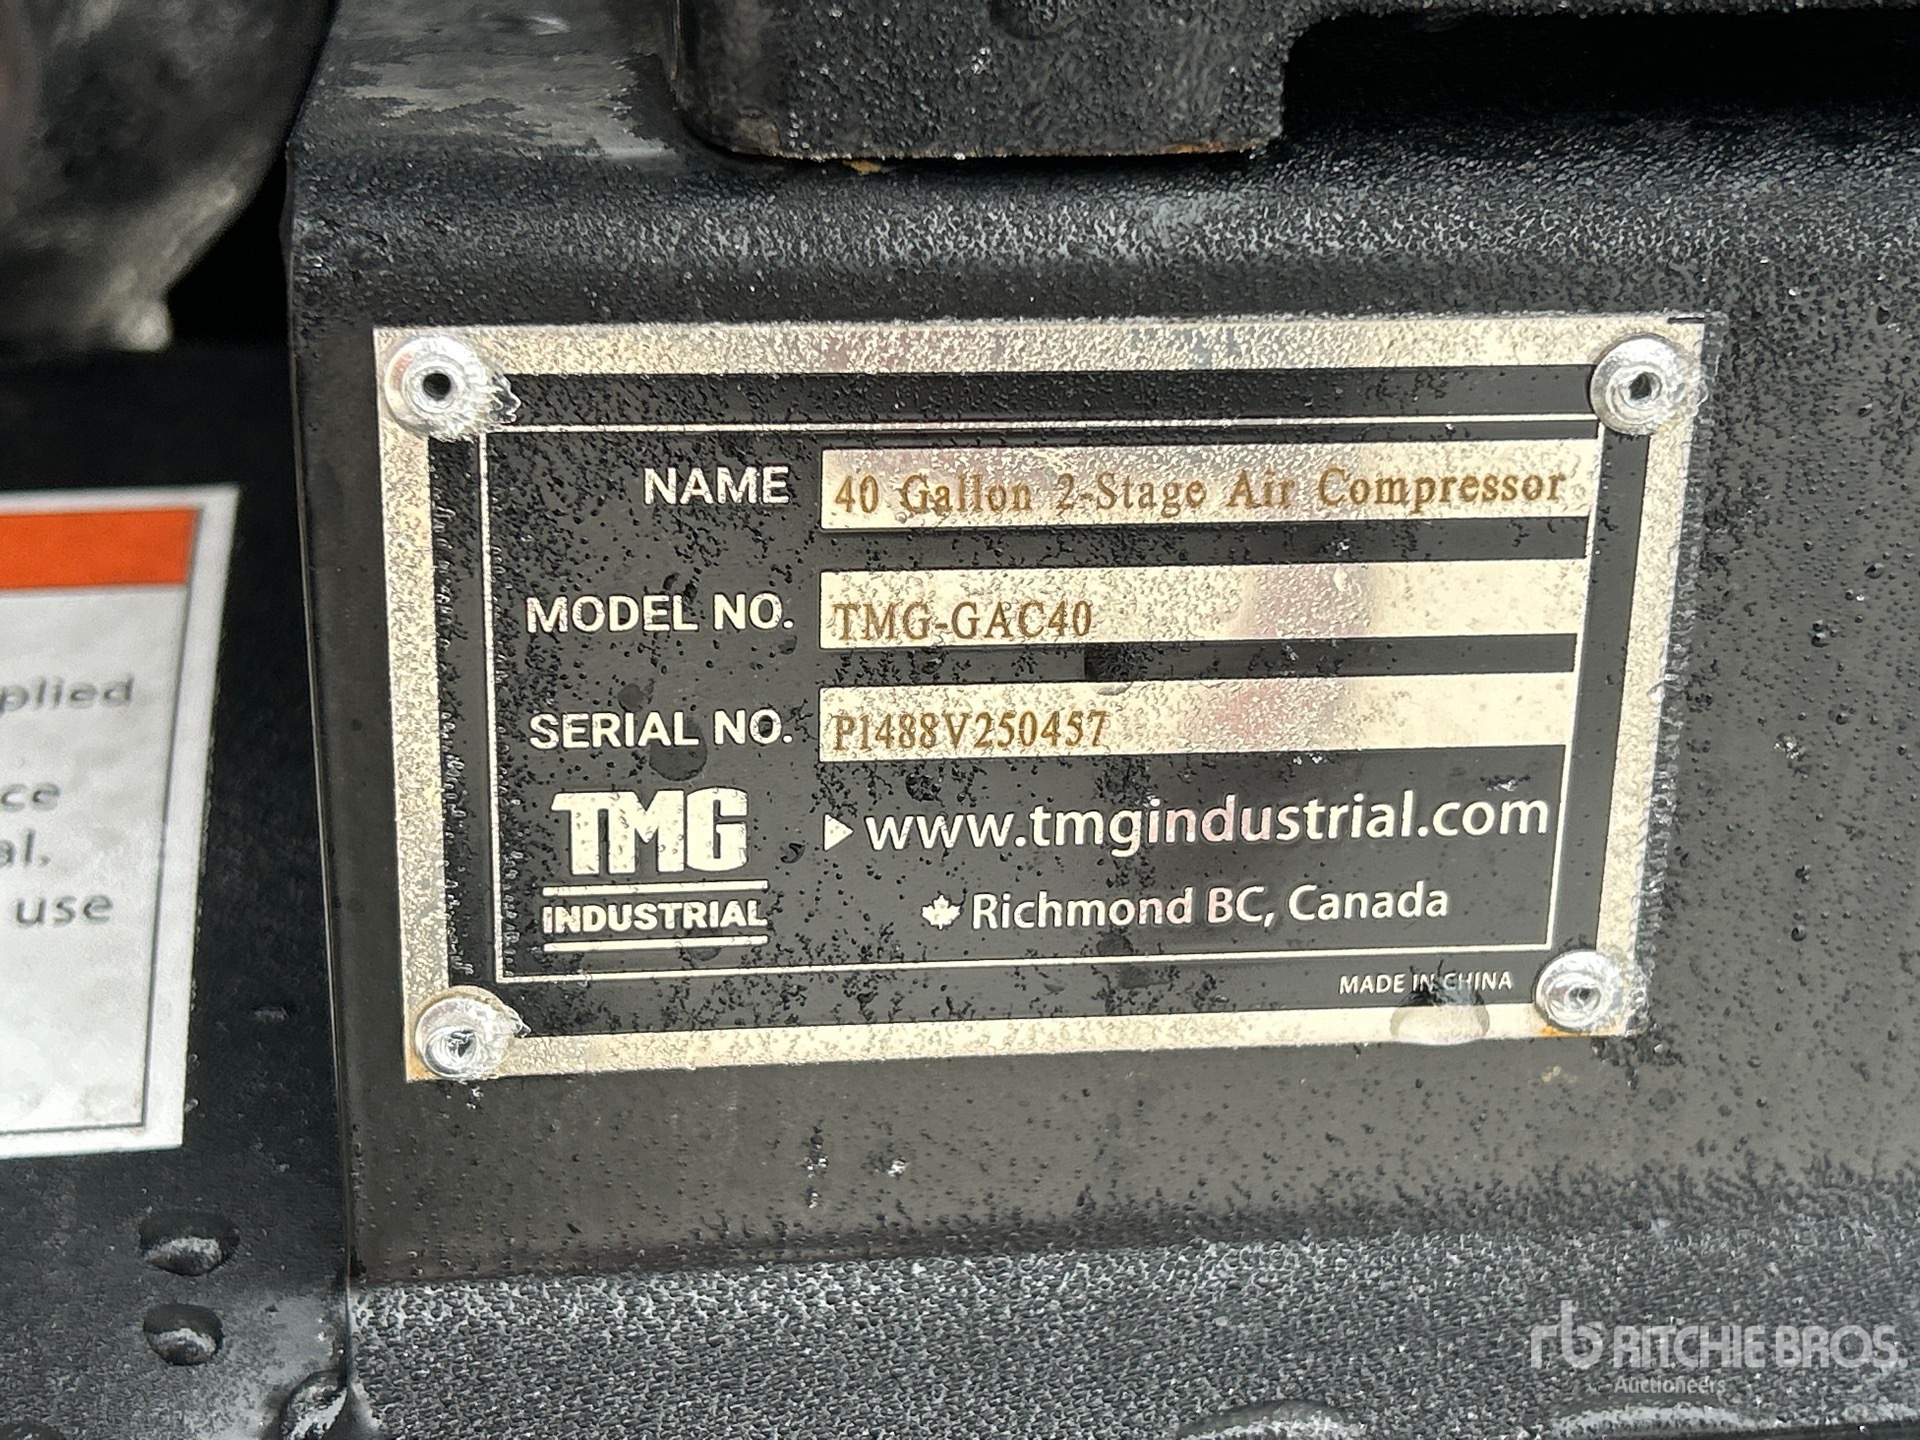 plied
ce
al.
use
NAME 40 Gallon 2-Stage Air Compressor
MODEL NO. TMG-GAC40
SERIAL NO. P1488V250457
TMG
INDUSTRIAL
www.tmgindustrial.com
Richmond BC, Canada
MADE IN CHINA
rb RITCHIE BROS.
Auctioneers